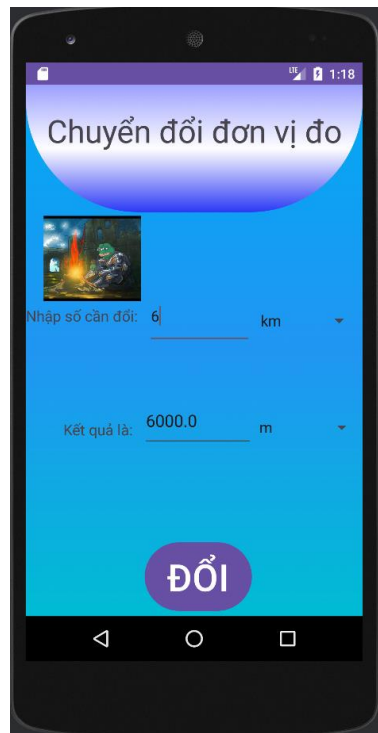 LTE 1:18
Chuyển đổi đơn vị đo
Nhập số cần đổi: 6 km
Kết quả là: 6000.0 m
ĐỔI